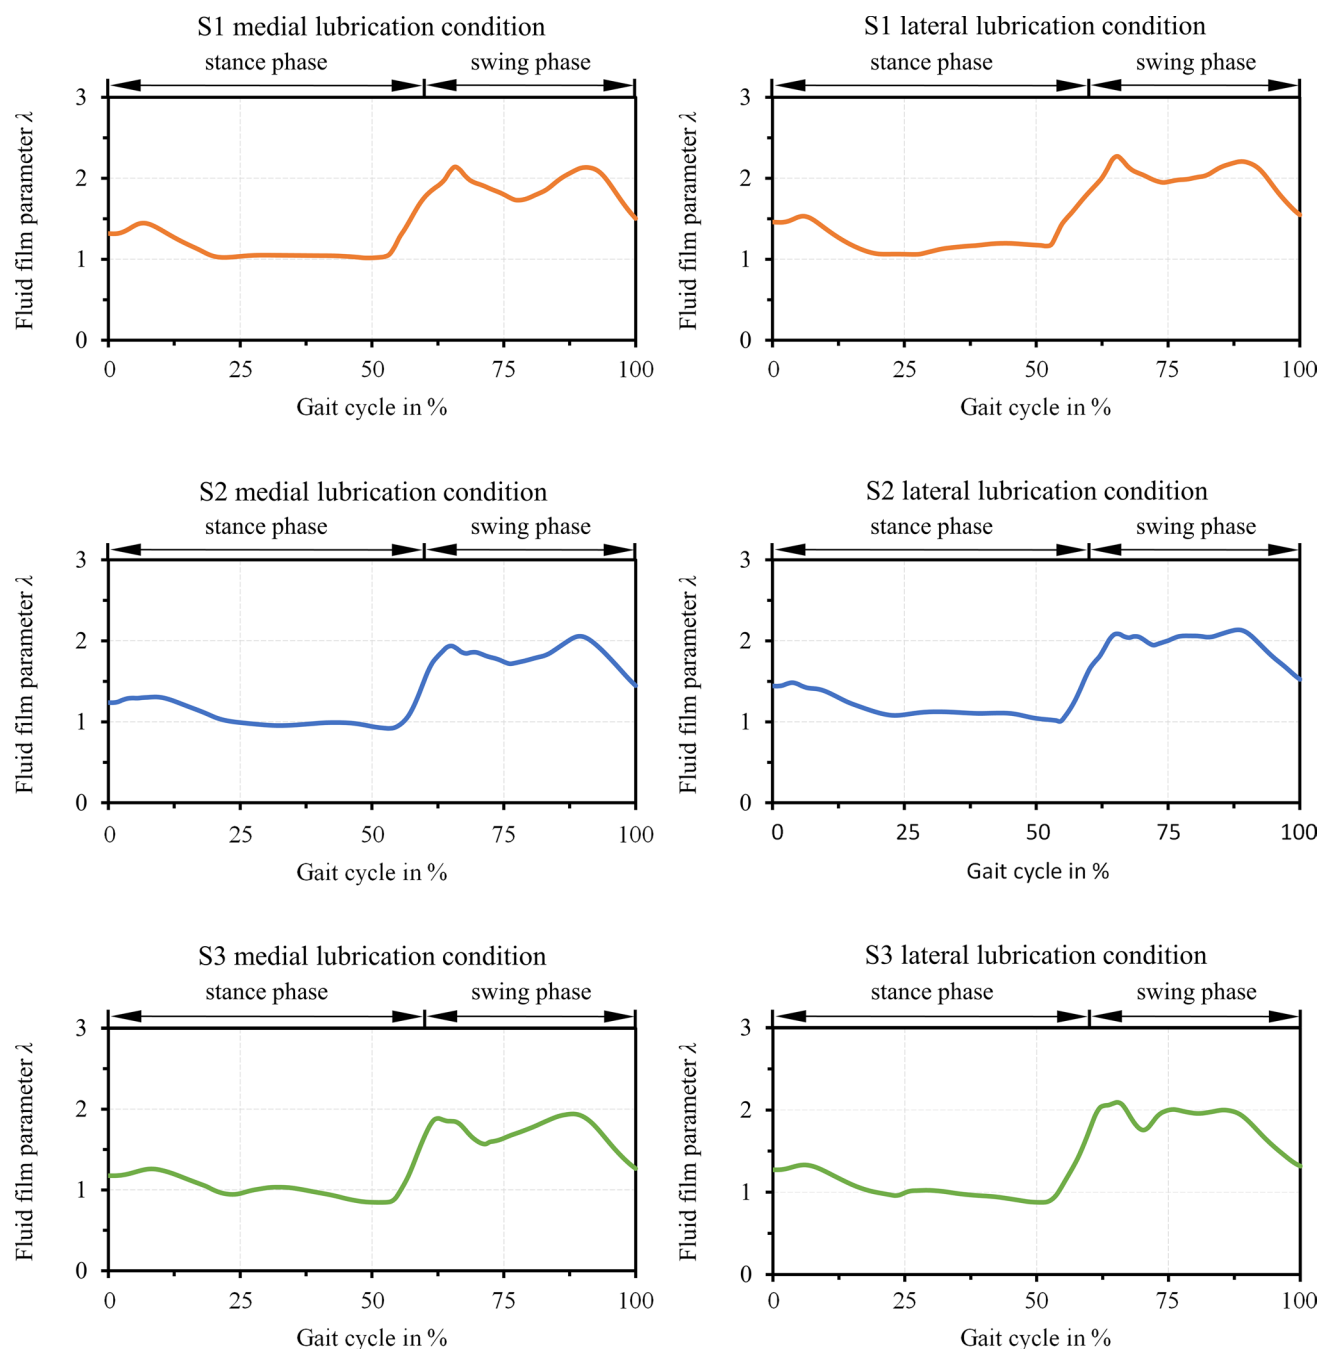 S1 medial lubrication condition
stance phase swing phase
Fluid film parameter λ
3
2
1
0
0 25 50 75 100
Gait cycle in %
S1 lateral lubrication condition
stance phase swing phase
Fluid film parameter λ
3
2
1
0
0 25 50 75 100
Gait cycle in %
S2 medial lubrication condition
stance phase swing phase
Fluid film parameter λ
3
2
1
0
0 25 50 75 100
Gait cycle in %
S2 lateral lubrication condition
stance phase swing phase
Fluid film parameter λ
3
2
1
0
0 25 50 75 100
Gait cycle in %
S3 medial lubrication condition
stance phase swing phase
Fluid film parameter λ
3
2
1
0
0 25 50 75 100
Gait cycle in %
S3 lateral lubrication condition
stance phase swing phase
Fluid film parameter λ
3
2
1
0
0 25 50 75 100
Gait cycle in %